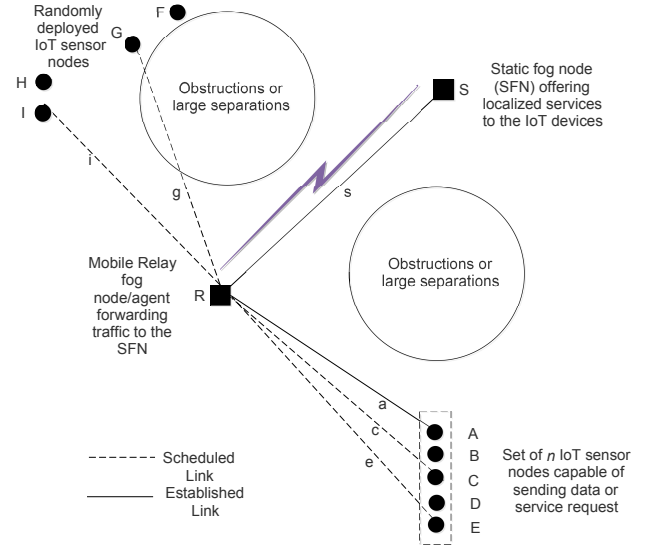 Randomly
deployed
IoT sensor
nodes
F
G
H
I
Obstructions or
large separations
S
Static fog node
(SFN) offering
localized services
to the IoT devices
i
g
s
Mobile Relay
fog
node/agent
forwarding
traffic to the
SFN
R
Obstructions or
large separations
a
c
e
A
B
C
D
E
Set of n IoT sensor
nodes capable of
sending data or
service request
Scheduled
Link
Established
Link